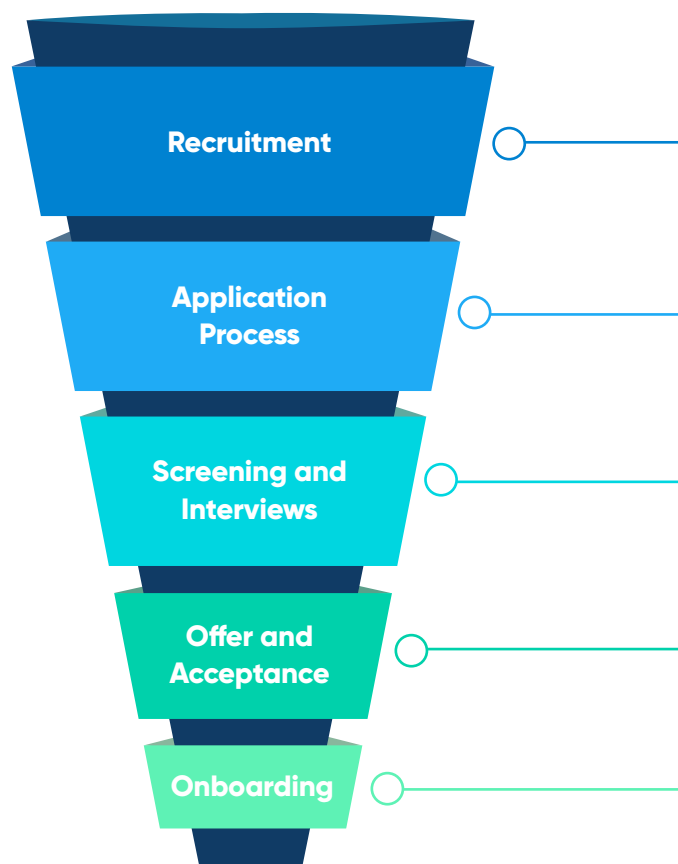 Recruitment
Application
Process
Screening and
Interviews
Offer and
Acceptance
Onboarding